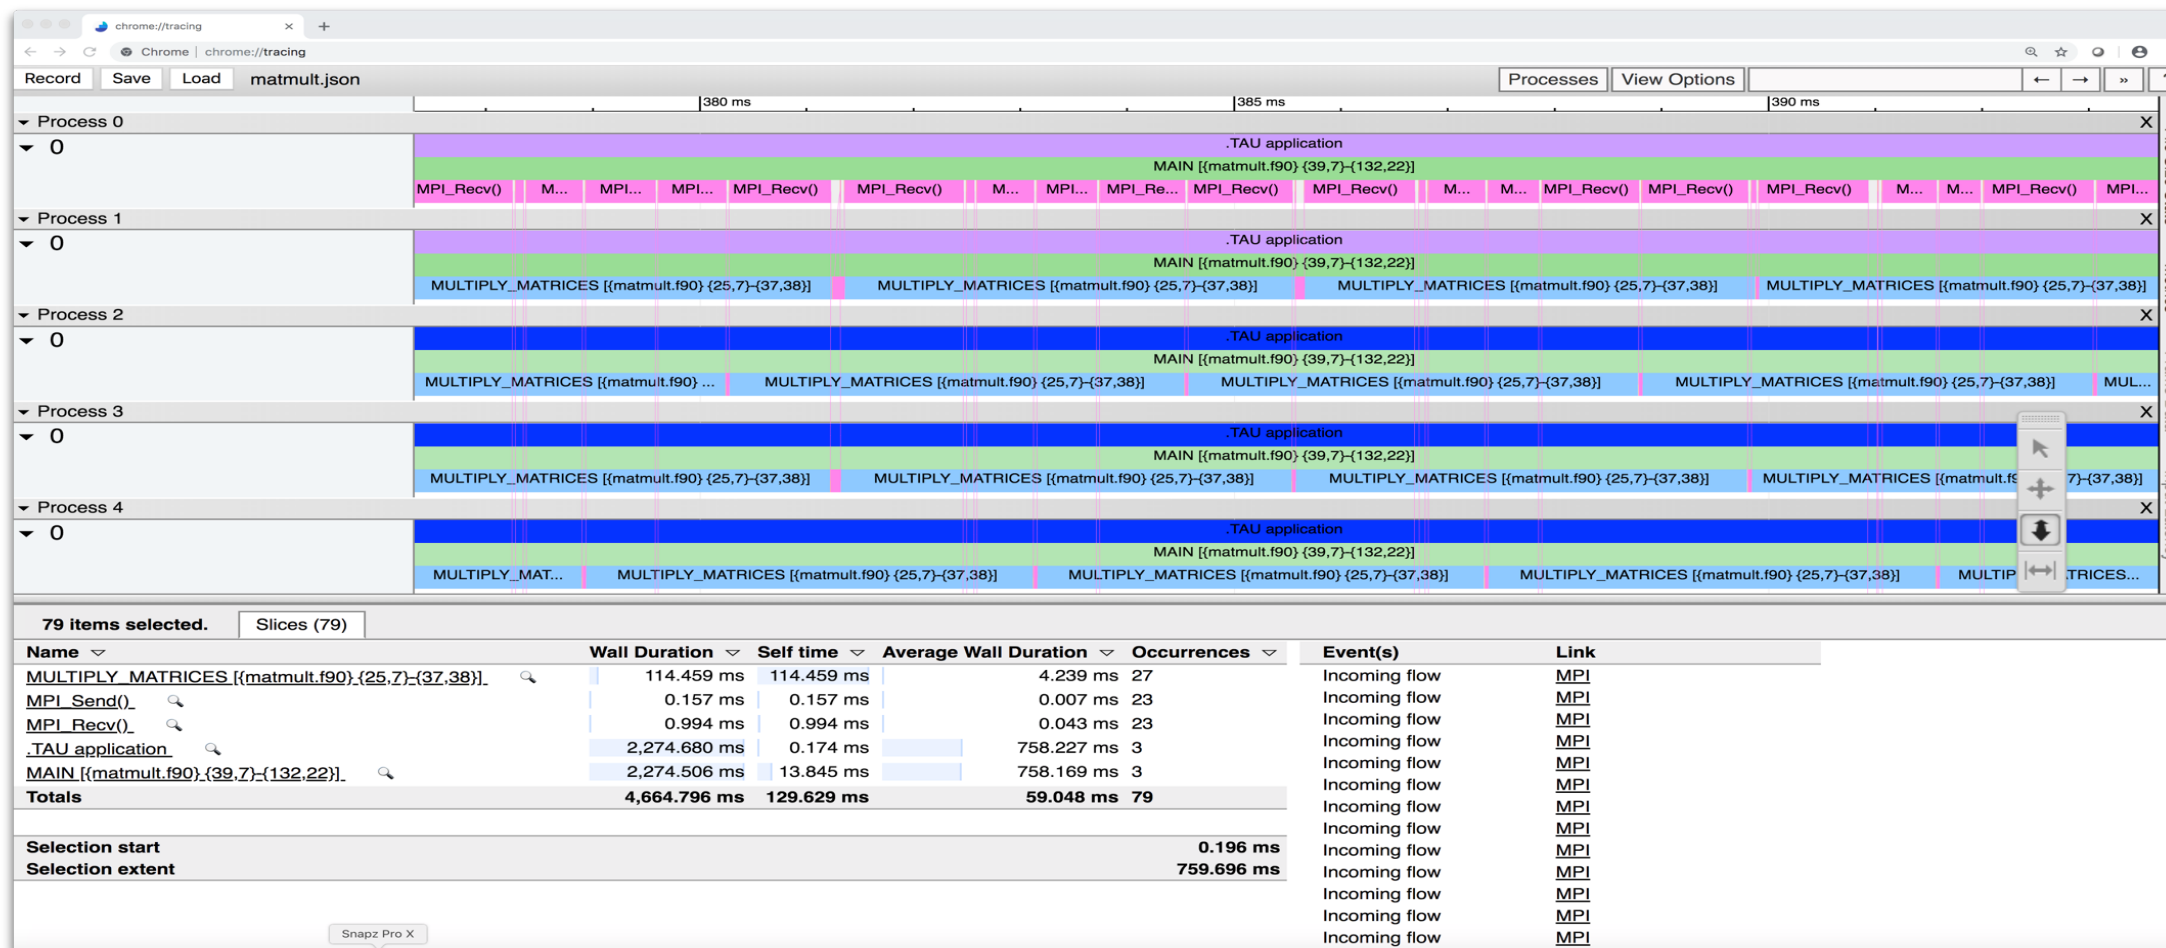 chrome://tracing × +
Chrome | chrome://tracing
Record Save Load matmult.json Processes View Options ← → »
380 ms 385 ms 390 ms
Process 0 X
0 .TAU application
MAIN [{matmult.f90} {39,7}-{132,22}]
MPI_Recv() M... MPI... MPI... MPI_Recv() MPI_Recv() M... MPI... MPI_Re... MPI_Recv() MPI_Recv() M... M... MPI_Recv() MPI_Recv() MPI_Recv() M... M... MPI_Recv() MPI...
Process 1 X
0 .TAU application
MAIN [{matmult.f90} {39,7}-{132,22}]
MULTIPLY_MATRICES [{matmult.f90} {25,7}-{37,38}] MULTIPLY_MATRICES [{matmult.f90} {25,7}-{37,38}] MULTIPLY_MATRICES [{matmult.f90} {25,7}-{37,38}] MULTIPLY_MATRICES [{matmult.f90} {25,7}-{37,38}]
Process 2 X
0 .TAU application
MAIN [{matmult.f90} {39,7}-{132,22}]
MULTIPLY_MATRICES [{matmult.f90} ... MULTIPLY_MATRICES [{matmult.f90} {25,7}-{37,38}] MULTIPLY_MATRICES [{matmult.f90} {25,7}-{37,38}] MULTIPLY_MATRICES [{matmult.f90} {25,7}-{37,38}] MUL...
Process 3 X
0 .TAU application
MAIN [{matmult.f90} {39,7}-{132,22}]
MULTIPLY_MATRICES [{matmult.f90} {25,7}-{37,38}] MULTIPLY_MATRICES [{matmult.f90} {25,7}-{37,38}] MULTIPLY_MATRICES [{matmult.f90} {25,7}-{37,38}] MULTIPLY_MATRICES [{matmult.f9 7}-{37,38}]
Process 4 X
0 .TAU application
MAIN [{matmult.f90} {39,7}-{132,22}]
MULTIPLY_MAT... MULTIPLY_MATRICES [{matmult.f90} {25,7}-{37,38}] MULTIPLY_MATRICES [{matmult.f90} {25,7}-{37,38}] MULTIPLY_MATRICES [{matmult.f90} {25,7}-{37,38}] MULTIP TRICES...
79 items selected. Slices (79)
Name Wall Duration Self time Average Wall Duration Occurrences Event(s) Link
MULTIPLY_MATRICES [{matmult.f90} {25,7}-{37,38}] 114.459 ms 114.459 ms 4.239 ms 27 Incoming flow MPI
MPI_Send() 0.157 ms 0.157 ms 0.007 ms 23 Incoming flow MPI
MPI_Recv() 0.994 ms 0.994 ms 0.043 ms 23 Incoming flow MPI
.TAU application 2,274.680 ms 0.174 ms 758.227 ms 3 Incoming flow MPI
MAIN [{matmult.f90} {39,7}-{132,22}] 2,274.506 ms 13.845 ms 758.169 ms 3 Incoming flow MPI
Totals 4,664.796 ms 129.629 ms 59.048 ms 79 Incoming flow MPI
Incoming flow MPI
Incoming flow MPI
Selection start 0.196 ms Incoming flow MPI
Selection extent 759.696 ms Incoming flow MPI
Incoming flow MPI
Incoming flow MPI
Snapz Pro X Incoming flow MPI